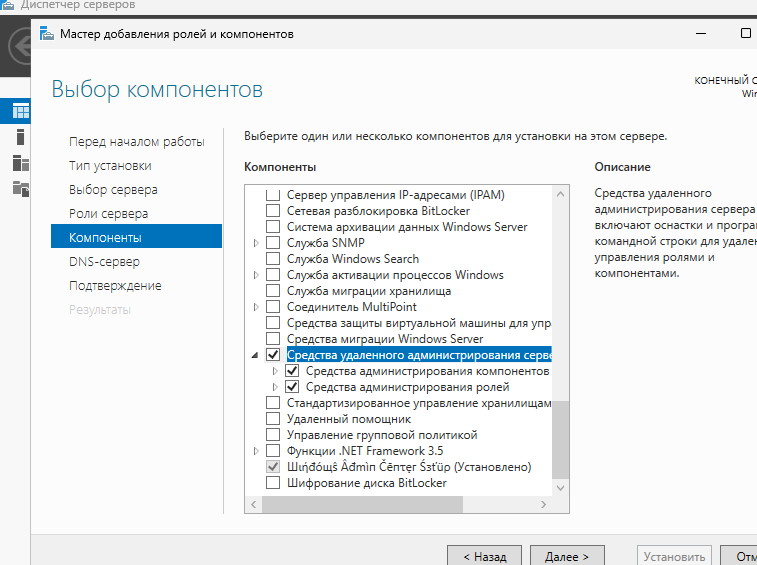 Диспетчер серверов
Мастер добавления ролей и компонентов
Выбор компонентов
КОНЕЧНЫЙ С
Win
Перед началом работы
Тип установки
Выбор сервера
Роли сервера
Компоненты
DNS-сервер
Подтверждение
Результаты
Выберите один или несколько компонентов для установки на этом сервере.
Компоненты
Сервер управления IP-адресами (IPAM)
Сетевая разблокировка BitLocker
Система архивации данных Windows Server
Служба SNMP
Служба Windows Search
Служба активации процессов Windows
Служба миграции хранилища
Соединитель MultiPoint
Средства защиты виртуальной машины для упр
Средства миграции Windows Server
Средства удаленного администрирования серве
Средства администрирования компонентов
Средства администрирования ролей
Стандартизированное управление хранилищам
Удаленный помощник
Управление групповой политикой
Функции .NET Framework 3.5
Шιήđóщŝ Âđmìп Čēпτęґ Śзťüр (Установлено)
Шифрование диска BitLocker
Описание
Средства удаленного
администрирования сервера
включают оснастки и програ
командной строки для удален
управления ролями и
компонентами.
< Назад
Далее >
Установить
Отм